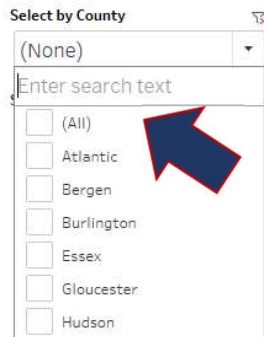 Select by County
(None)
Enter search text
(All)
Atlantic
Bergen
Burlington
Essex
Gloucester
Hudson